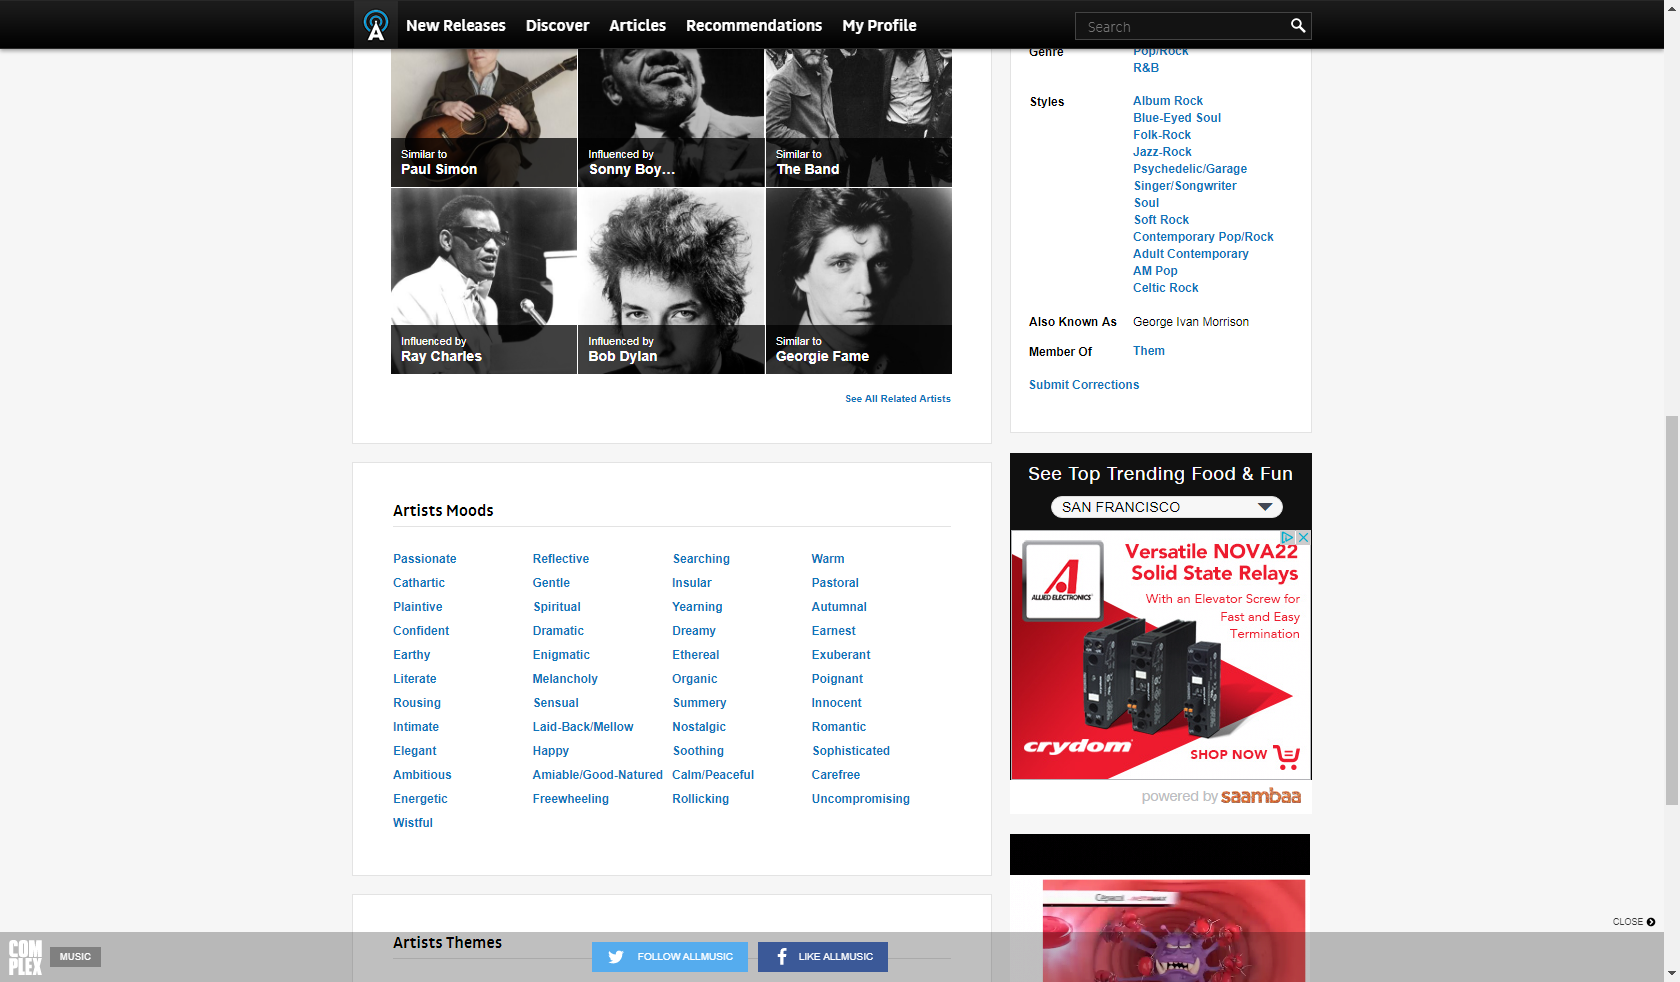 New Releases Discover Articles Recommendations My Profile Search
Similar to
Paul Simon
Influenced by
Sonny Boy...
Similar to
The Band
Influenced by
Ray Charles
Influenced by
Bob Dylan
Similar to
Georgie Fame
See All Related Artists
Genre Pop/Rock
R&B
Styles Album Rock
Blue-Eyed Soul
Folk-Rock
Jazz-Rock
Psychedelic/Garage
Singer/Songwriter
Soul
Soft Rock
Contemporary Pop/Rock
Adult Contemporary
AM Pop
Celtic Rock
Also Known As George Ivan Morrison
Member Of Them
Submit Corrections
Artists Moods
Passionate Reflective Searching Warm
Cathartic Gentle Insular Pastoral
Plaintive Spiritual Yearning Autumnal
Confident Dramatic Dreamy Earnest
Earthy Enigmatic Ethereal Exuberant
Literate Melancholy Organic Poignant
Rousing Sensual Summery Innocent
Intimate Laid-Back/Mellow Nostalgic Romantic
Elegant Happy Soothing Sophisticated
Ambitious Amiable/Good-Natured Calm/Peaceful Carefree
Energetic Freewheeling Rollicking Uncompromising
Wistful
See Top Trending Food & Fun
SAN FRANCISCO
A
ALLIED ELECTRONICS
Versatile NOVA22
Solid State Relays
With an Elevator Screw for
Fast and Easy
Termination
crydom
SHOP NOW
powered by saambaa
Artists Themes
CLOSE
COM
PLEX
MUSIC
FOLLOW ALLMUSIC
LIKE ALLMUSIC